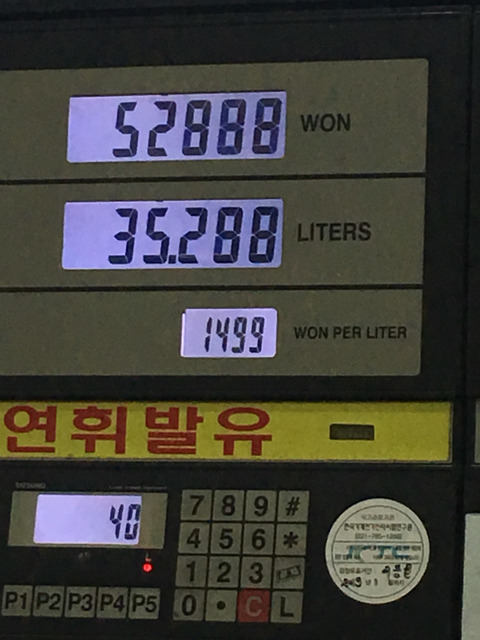 52888 WON
35.288 LITERS
1499 WON PER LITER
연휘발유
40
7 8 9 #
4 5 6 *
1 2 3
P1 P2 P3 P4 P5 0 • C L
KTC